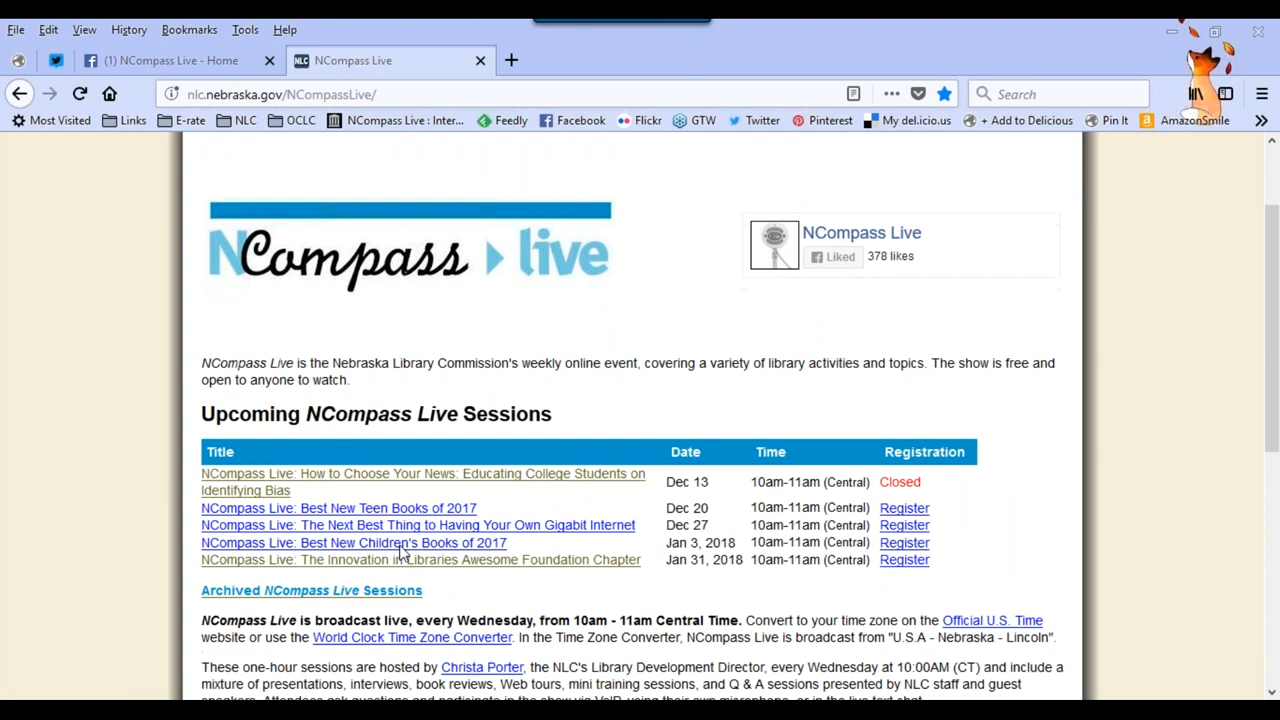 File Edit View History Bookmarks Tools Help
(1) NCompass Live - Home NLC NCompass Live
nlc.nebraska.gov/NCompassLive/ Search
Most Visited Links E-rate NLC OCLC NCompass Live : Inter... Feedly Facebook Flickr GTW Twitter Pinterest My del.icio.us + Add to Delicious Pin It AmazonSmile
NCompass live
NCompass Live
Liked 378 likes
NCompass Live is the Nebraska Library Commission's weekly online event, covering a variety of library activities and topics. The show is free and
open to anyone to watch.
Upcoming NCompass Live Sessions
Title Date Time Registration
NCompass Live: How to Choose Your News: Educating College Students on
Identifying Bias Dec 13 10am-11am (Central) Closed
NCompass Live: Best New Teen Books of 2017 Dec 20 10am-11am (Central) Register
NCompass Live: The Next Best Thing to Having Your Own Gigabit Internet Dec 27 10am-11am (Central) Register
NCompass Live: Best New Children's Books of 2017 Jan 3, 2018 10am-11am (Central) Register
NCompass Live: The Innovation in Libraries Awesome Foundation Chapter Jan 31, 2018 10am-11am (Central) Register
Archived NCompass Live Sessions
NCompass Live is broadcast live, every Wednesday, from 10am - 11am Central Time. Convert to your time zone on the Official U.S. Time
website or use the World Clock Time Zone Converter. In the Time Zone Converter, NCompass Live is broadcast from "U.S.A - Nebraska - Lincoln".
These one-hour sessions are hosted by Christa Porter, the NLC's Library Development Director, every Wednesday at 10:00AM (CT) and include a
mixture of presentations, interviews, book reviews, Web tours, mini training sessions, and Q & A sessions presented by NLC staff and guest